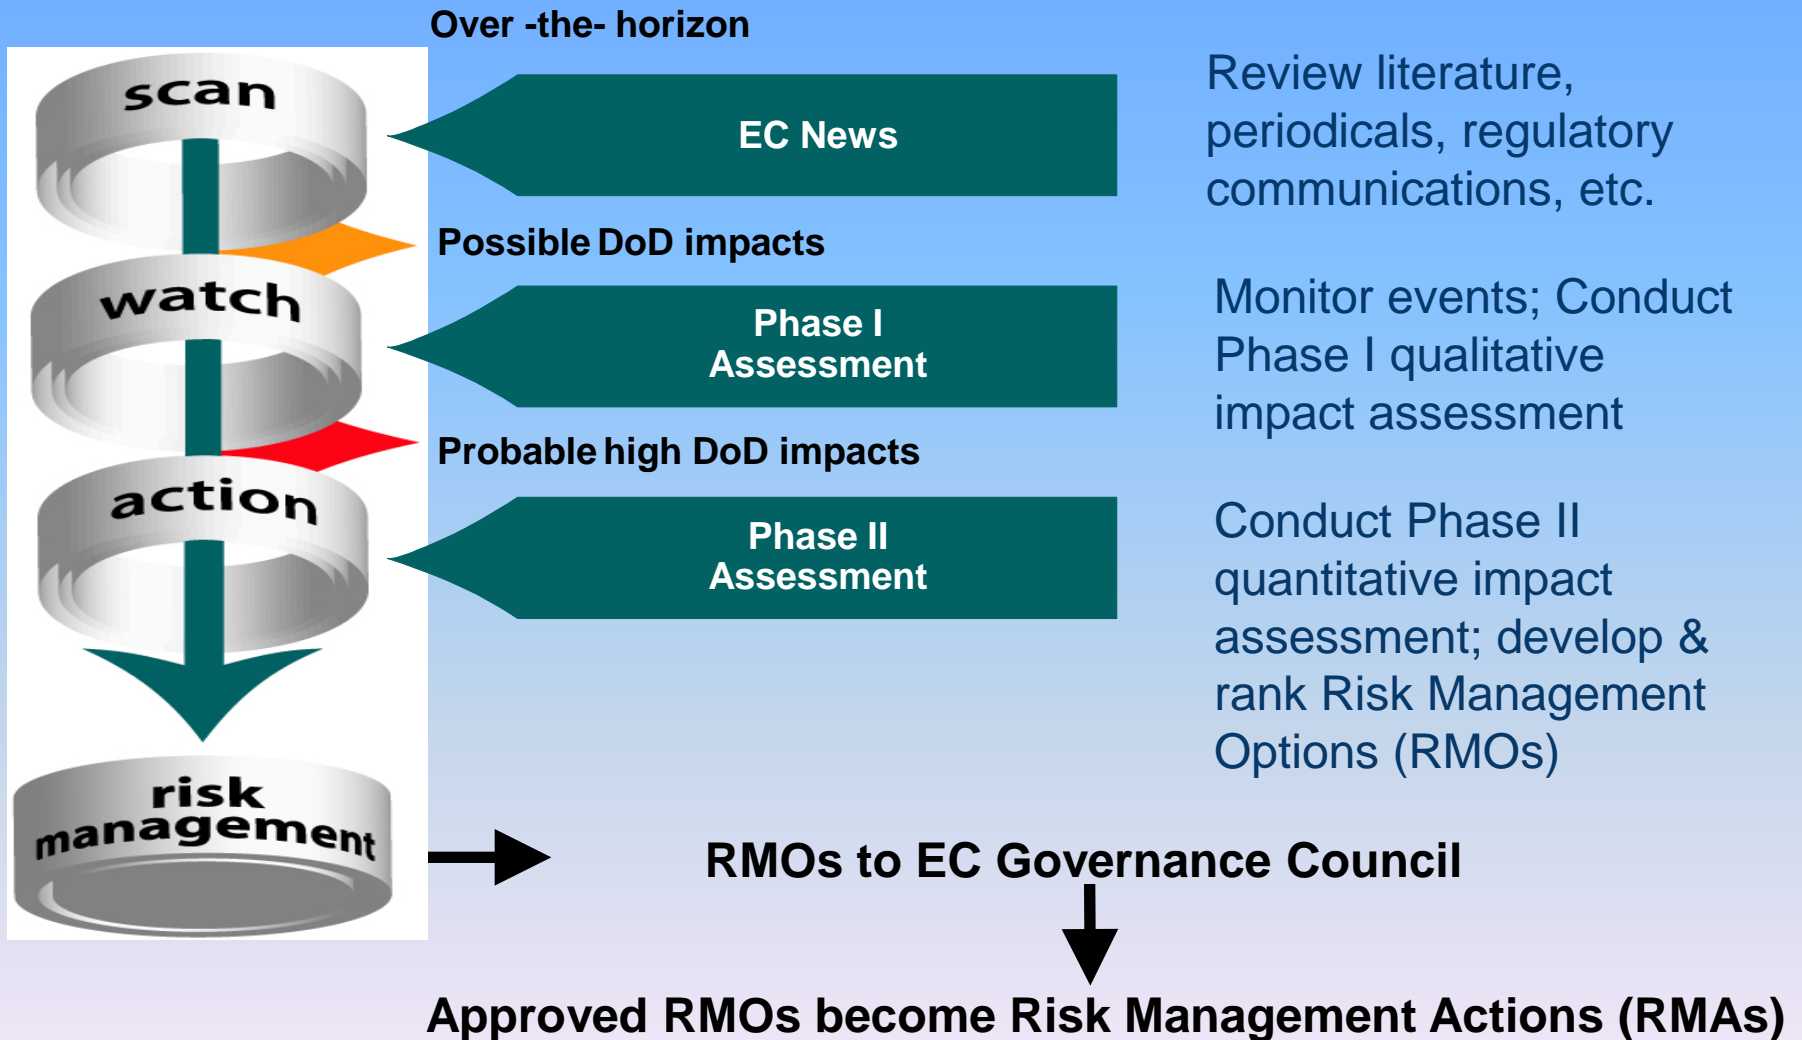 Over -the- horizon
scan
EC News
Review literature,
periodicals, regulatory
communications, etc.
Possible DoD impacts
watch
Phase I
Assessment
Monitor events; Conduct
Phase I qualitative
impact assessment
Probable high DoD impacts
action
Phase II
Assessment
Conduct Phase II
quantitative impact
assessment; develop &
rank Risk Management
Options (RMOs)
risk
management
RMOs to EC Governance Council
Approved RMOs become Risk Management Actions (RMAs)